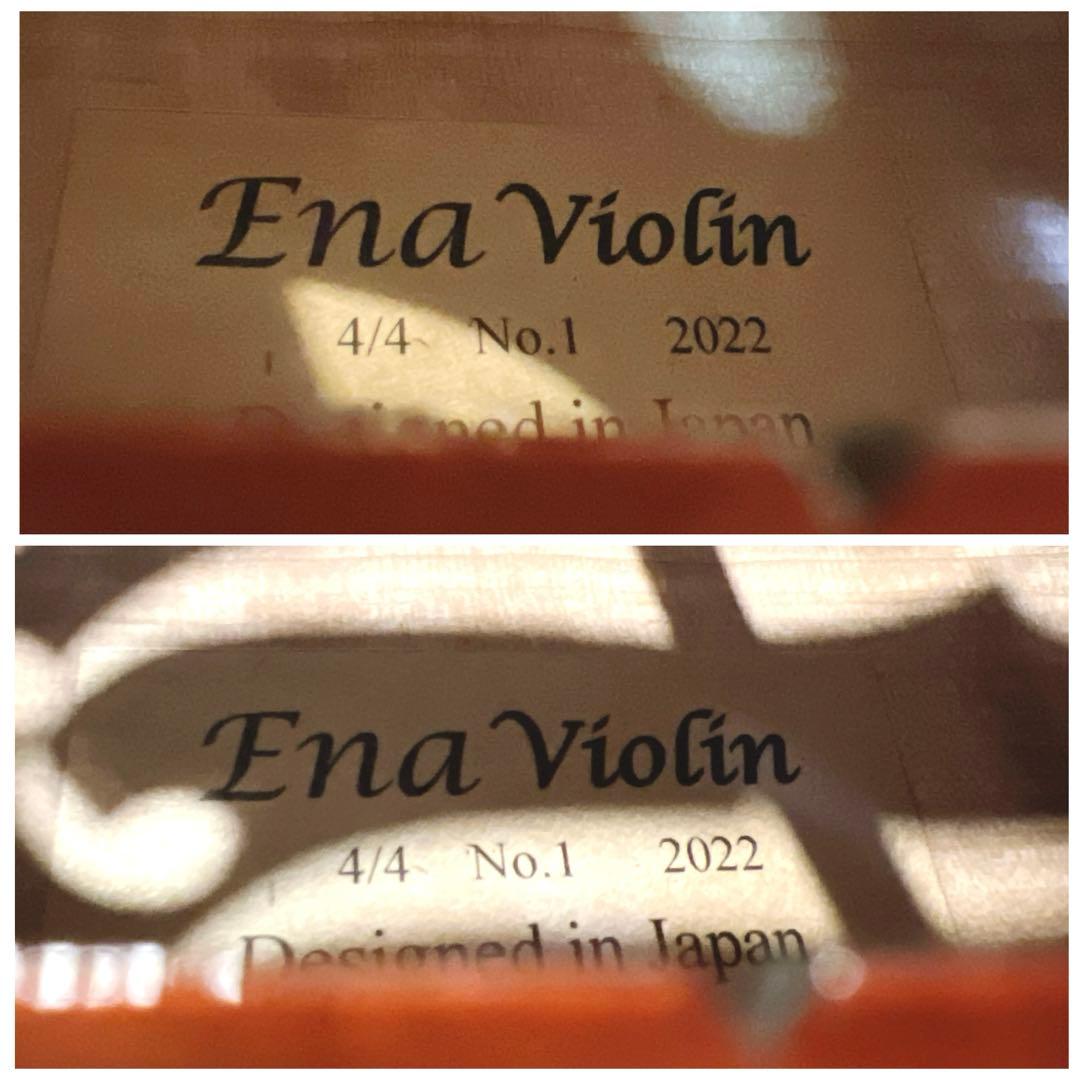 Ena Violin
4/4 No.1 2022
Designed in Japan
Ena Violin
4/4 No.1 2022
Designed in Japan